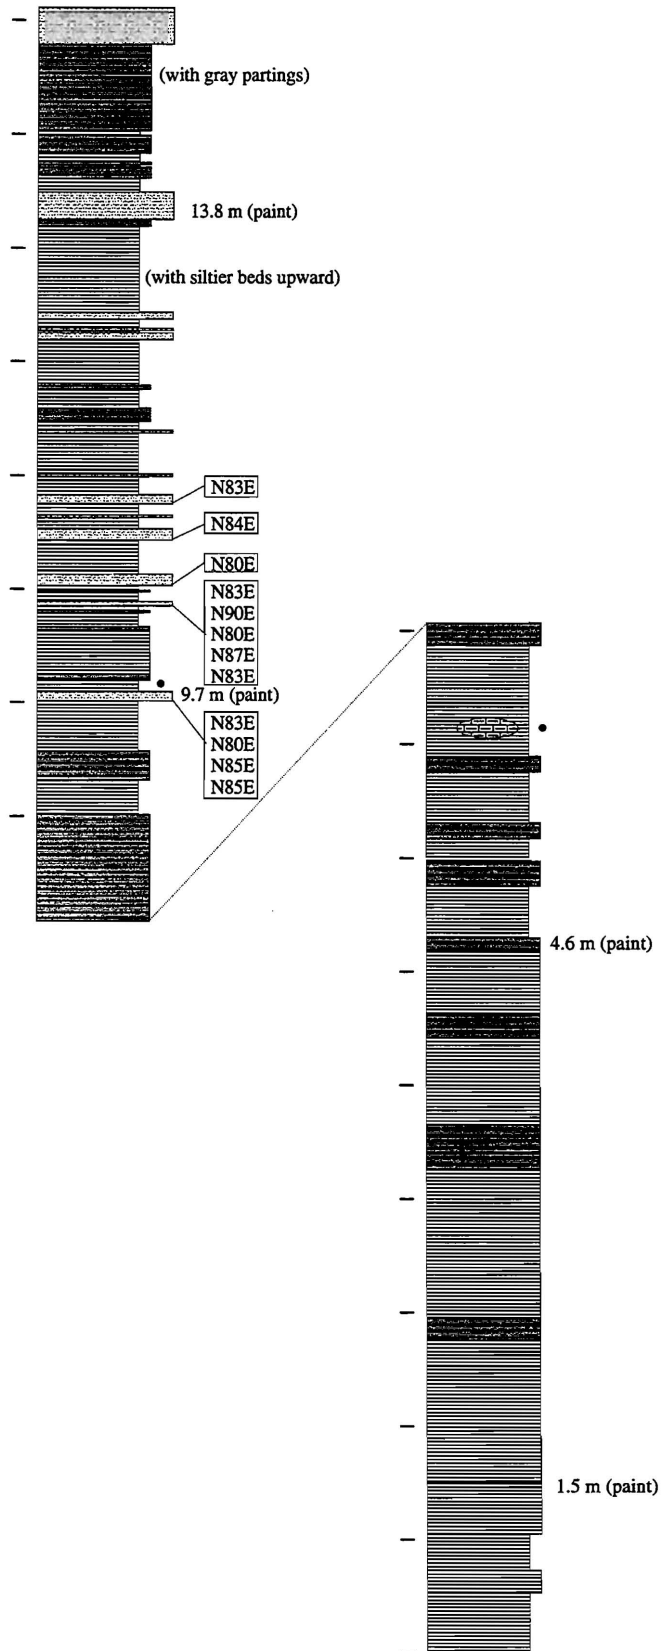 (with gray partings)
13.8 m (paint)
(with siltier beds upward)
N83E
N84E
N80E
N83E
N90E
N80E
N87E
N83E
9.7 m (paint)
N83E
N80E
N85E
N85E
4.6 m (paint)
1.5 m (paint)